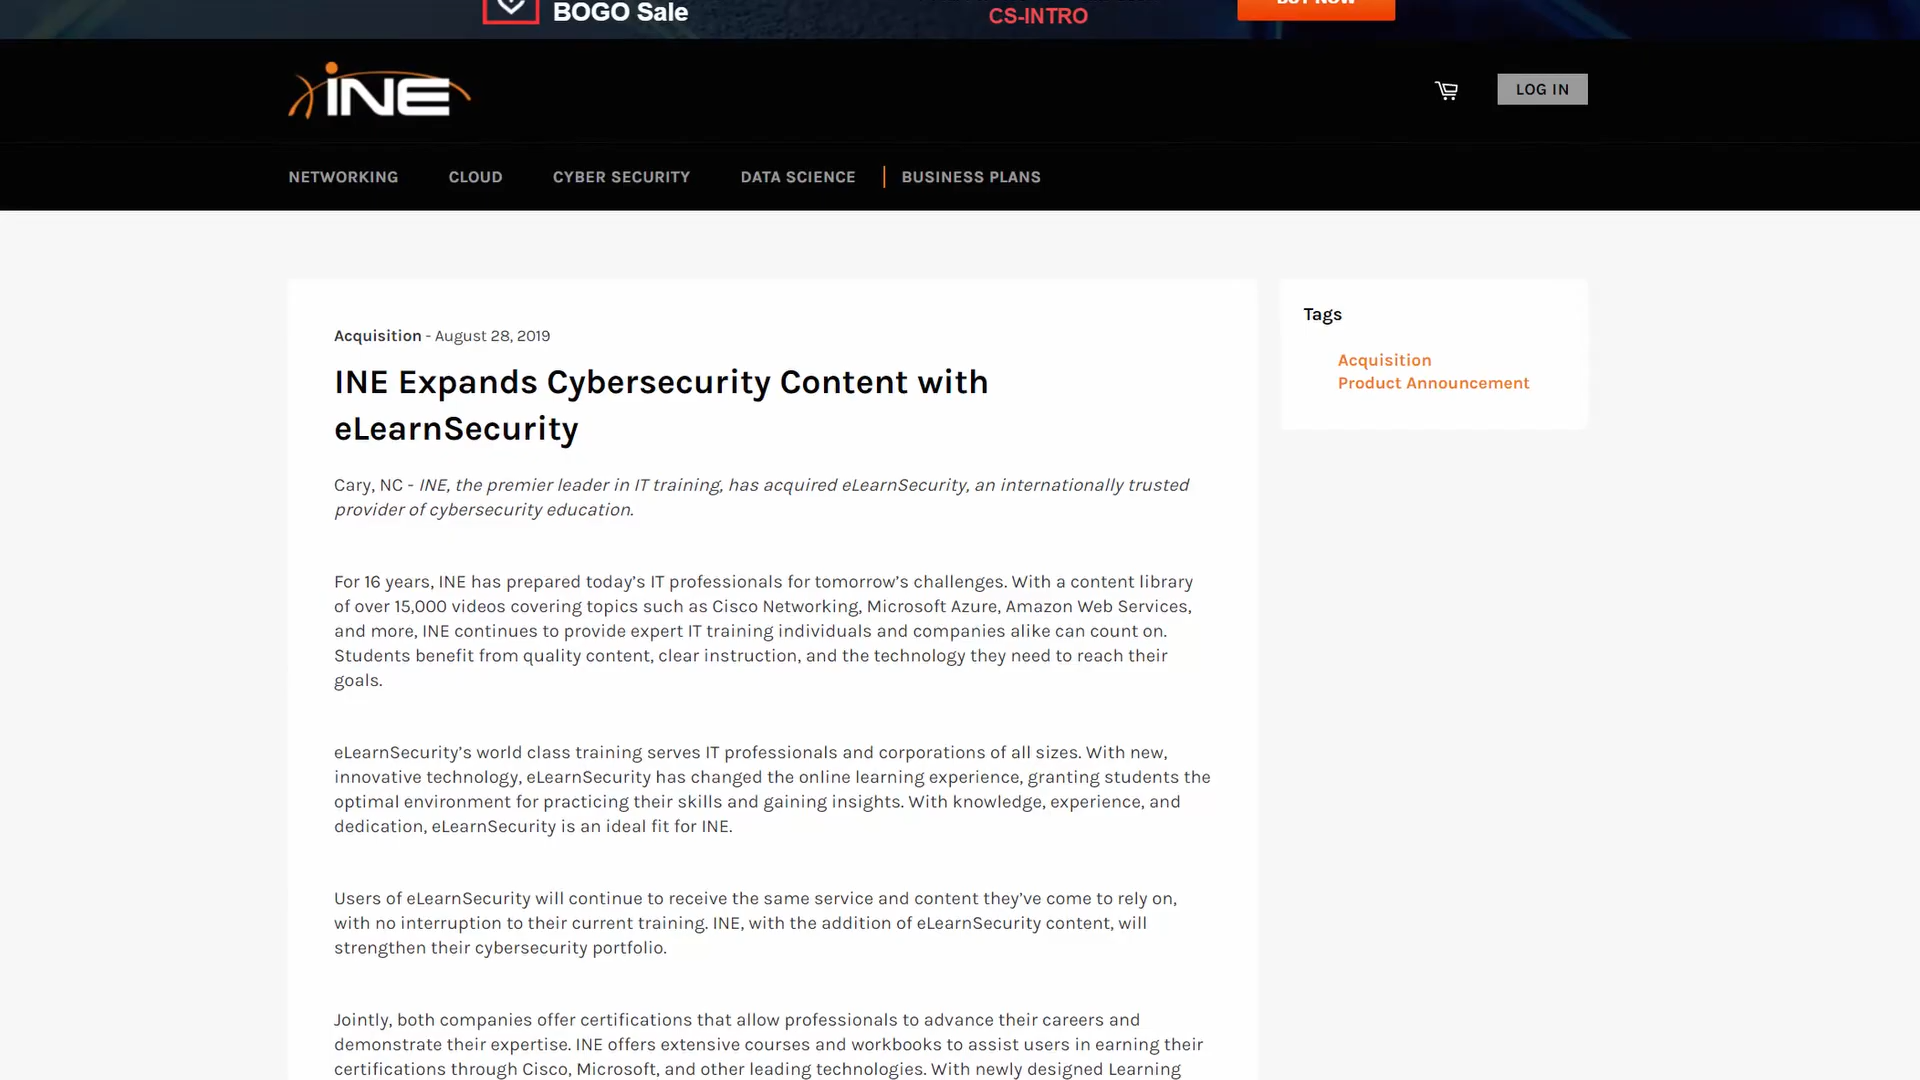 BOGO Sale
CS-INTRO
INE
LOG IN
NETWORKING
CLOUD
CYBER SECURITY
DATA SCIENCE
BUSINESS PLANS
Acquisition - August 28, 2019
INE Expands Cybersecurity Content with
eLearnSecurity
Cary, NC - INE, the premier leader in IT training, has acquired eLearnSecurity, an internationally trusted
provider of cybersecurity education.
For 16 years, INE has prepared today’s IT professionals for tomorrow’s challenges. With a content library
of over 15,000 videos covering topics such as Cisco Networking, Microsoft Azure, Amazon Web Services,
and more, INE continues to provide expert IT training individuals and companies alike can count on.
Students benefit from quality content, clear instruction, and the technology they need to reach their
goals.
eLearnSecurity’s world class training serves IT professionals and corporations of all sizes. With new,
innovative technology, eLearnSecurity has changed the online learning experience, granting students the
optimal environment for practicing their skills and gaining insights. With knowledge, experience, and
dedication, eLearnSecurity is an ideal fit for INE.
Users of eLearnSecurity will continue to receive the same service and content they’ve come to rely on,
with no interruption to their current training. INE, with the addition of eLearnSecurity content, will
strengthen their cybersecurity portfolio.
Jointly, both companies offer certifications that allow professionals to advance their careers and
demonstrate their expertise. INE offers extensive courses and workbooks to assist users in earning their
certifications through Cisco, Microsoft, and other leading technologies. With newly designed Learning
Tags
Acquisition
Product Announcement